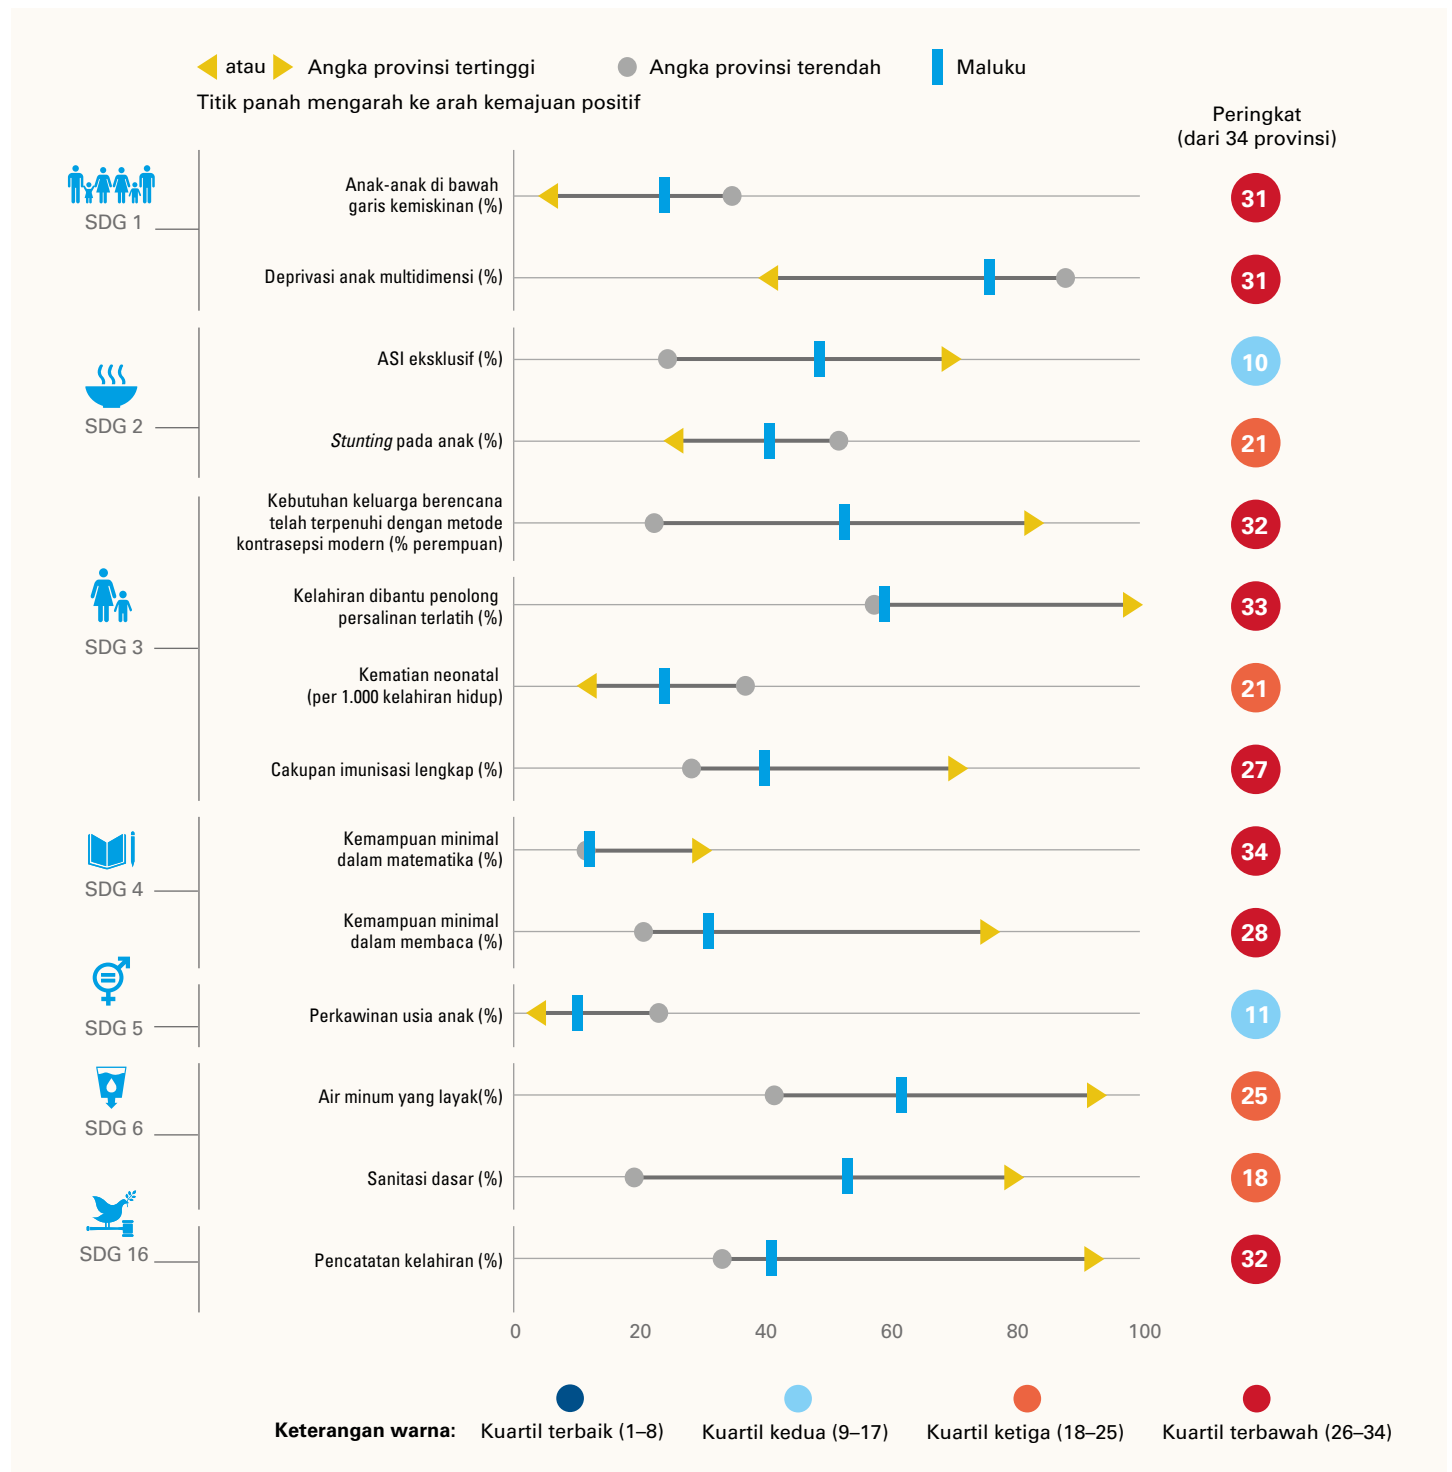 atau Angka provinsi tertinggi Angka provinsi terendah Maluku
Titik panah mengarah ke arah kemajuan positif
Peringkat
(dari 34 provinsi)
SDG 1
Anak-anak di bawah
garis kemiskinan (%)
31
Deprivasi anak multidimensi (%)
31
SDG 2
ASI eksklusif (%)
10
Stunting pada anak (%)
21
SDG 3
Kebutuhan keluarga berencana
telah terpenuhi dengan metode
kontrasepsi modern (% perempuan)
32
Kelahiran dibantu penolong
persalinan terlatih (%)
33
Kematian neonatal
(per 1.000 kelahiran hidup)
21
Cakupan imunisasi lengkap (%)
27
SDG 4
Kemampuan minimal
dalam matematika (%)
34
Kemampuan minimal
dalam membaca (%)
28
SDG 5
Perkawinan usia anak (%)
11
SDG 6
Air minum yang layak(%)
25
Sanitasi dasar (%)
18
SDG 16
Pencatatan kelahiran (%)
32
0 20 40 60 80 100
Keterangan warna: Kuartil terbaik (1–8) Kuartil kedua (9–17) Kuartil ketiga (18–25) Kuartil terbawah (26–34)